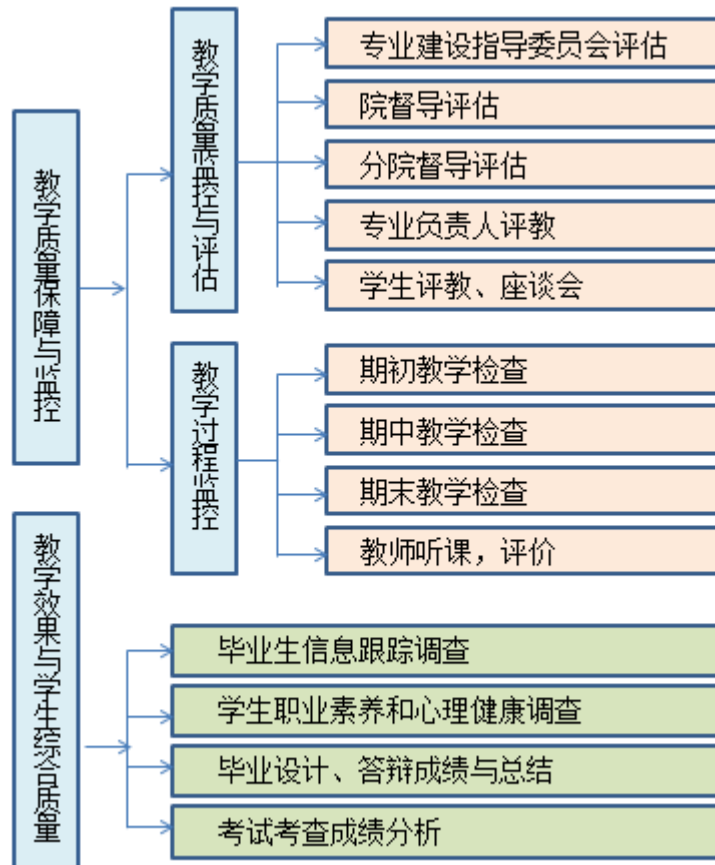 教学质量保障与监控
教学质量监控与评估
专业建设指导委员会评估
院督导评估
分院督导评估
专业负责人评教
学生评教、座谈会
教学过程监控
期初教学检查
期中教学检查
期末教学检查
教师听课，评价
教学效果与学生综合质量
毕业生信息跟踪调查
学生职业素养和心理健康调查
毕业设计、答辩成绩与总结
考试考查成绩分析